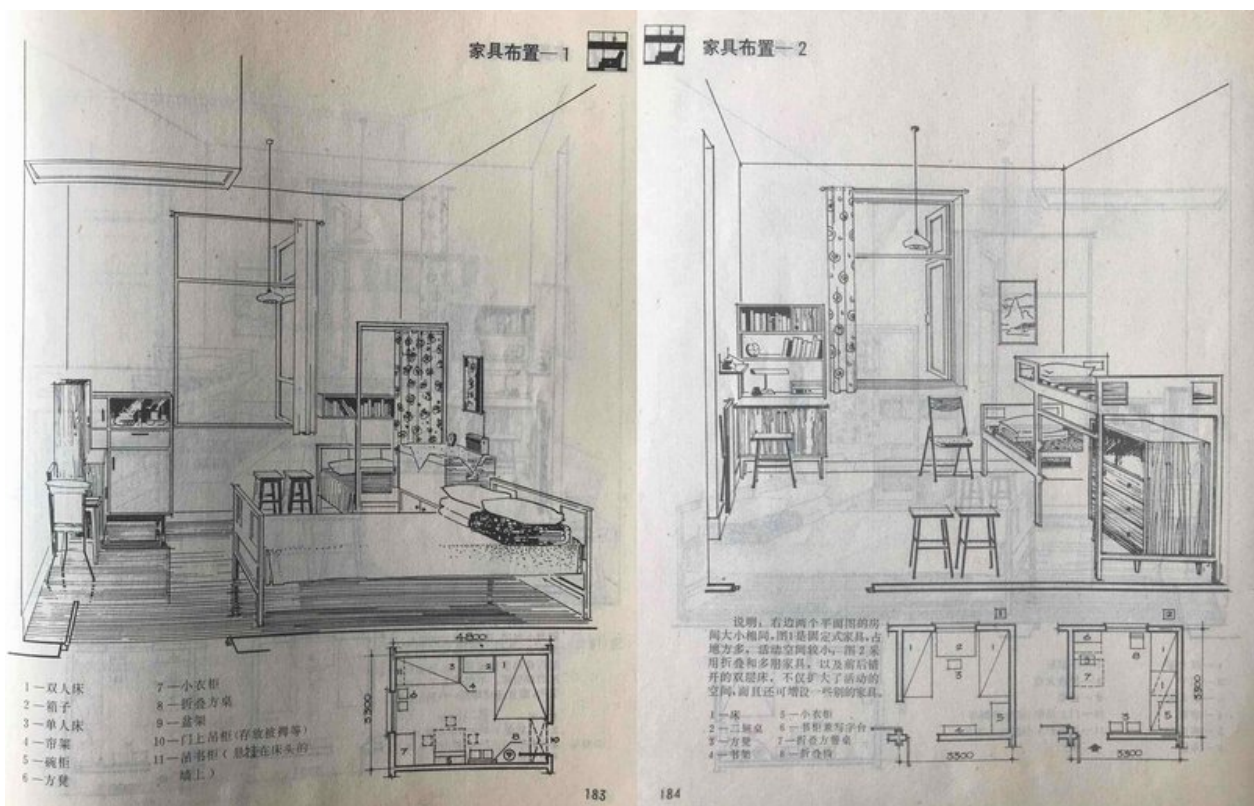 家具布置—1
1—双人床
2—箱子
3—单人床
4—帘架
5—碗柜
6—方凳
7—小衣柜
8—折叠方桌
9—盆架
10—门上吊柜(存放被褥等)
11—吊书柜(悬挂在床头的
墙上)
4800
3300
183
家具布置—2
说明:右边两个平面图的房
间大小相同。图1是固定式家具,占
地方多,活动空间较小,图2采
用折叠和多用家具,以及前后错
开的双层床,不仅扩大了活动的
空间,而且还可增设一些别的家具。
1—床
2—二屉桌
3—方凳
4—书架
5—小衣柜
6—书柜兼写字台
7—折叠方餐桌
8—折叠椅
1
2
3300
3300
3300
184